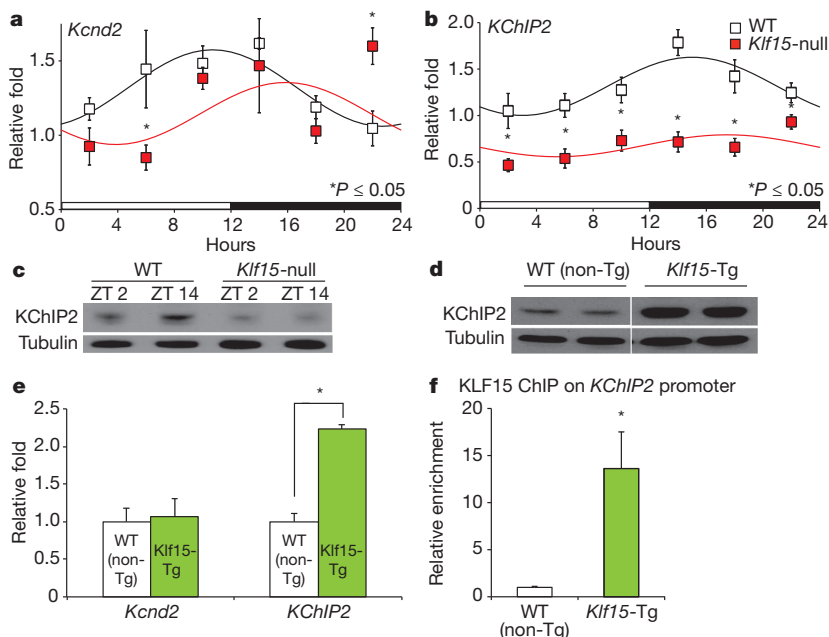 a
Kcnd2
*
1.5
1.0
0.5
Relative fold
*
*P ≤ 0.05
0 4 8 12 16 20 24
Hours
b
KChIP2
WT
Klf15-null
2.0
1.5
1.0
0.5
0
Relative fold
* * * * * *
*P ≤ 0.05
0 4 8 12 16 20 24
Hours
c
WT Klf15-null
ZT 2 ZT 14 ZT 2 ZT 14
KChIP2
Tubulin
d
WT (non-Tg) Klf15-Tg
KChIP2
Tubulin
e
2.5
2.0
1.5
1.0
0.5
0
Relative fold
*
WT (non-Tg)
Klf15-Tg
WT (non-Tg)
Klf15-Tg
Kcnd2 KChIP2
f KLF15 ChIP on KChIP2 promoter
20
15
10
5
0
Relative enrichment
*
WT (non-Tg)
Klf15-Tg